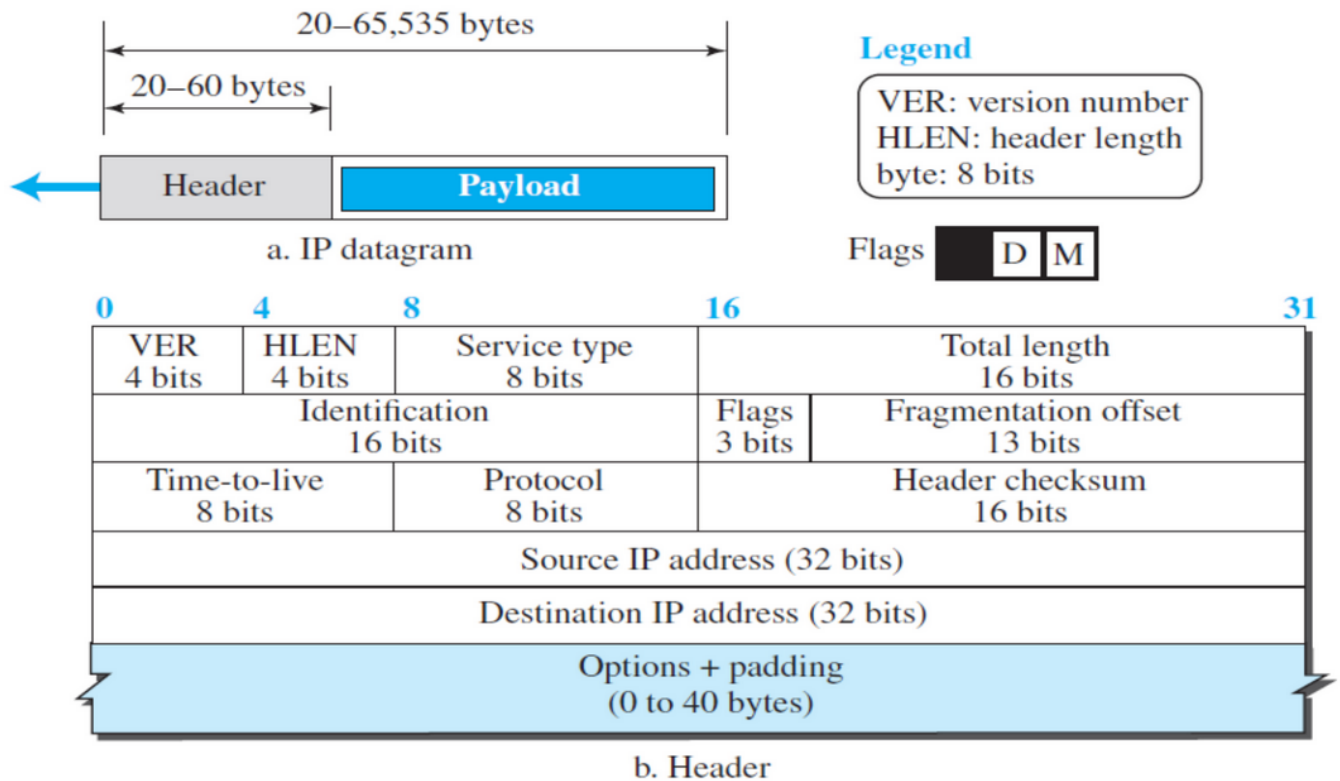 20–65,535 bytes
20–60 bytes
Header
Payload
a. IP datagram
Legend
VER: version number
HLEN: header length
byte: 8 bits
Flags
D
M
0
4
8
16
31
VER
4 bits
HLEN
4 bits
Service type
8 bits
Total length
16 bits
Identification
16 bits
Flags
3 bits
Fragmentation offset
13 bits
Time-to-live
8 bits
Protocol
8 bits
Header checksum
16 bits
Source IP address (32 bits)
Destination IP address (32 bits)
Options + padding
(0 to 40 bytes)
b. Header